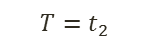 T = t₂